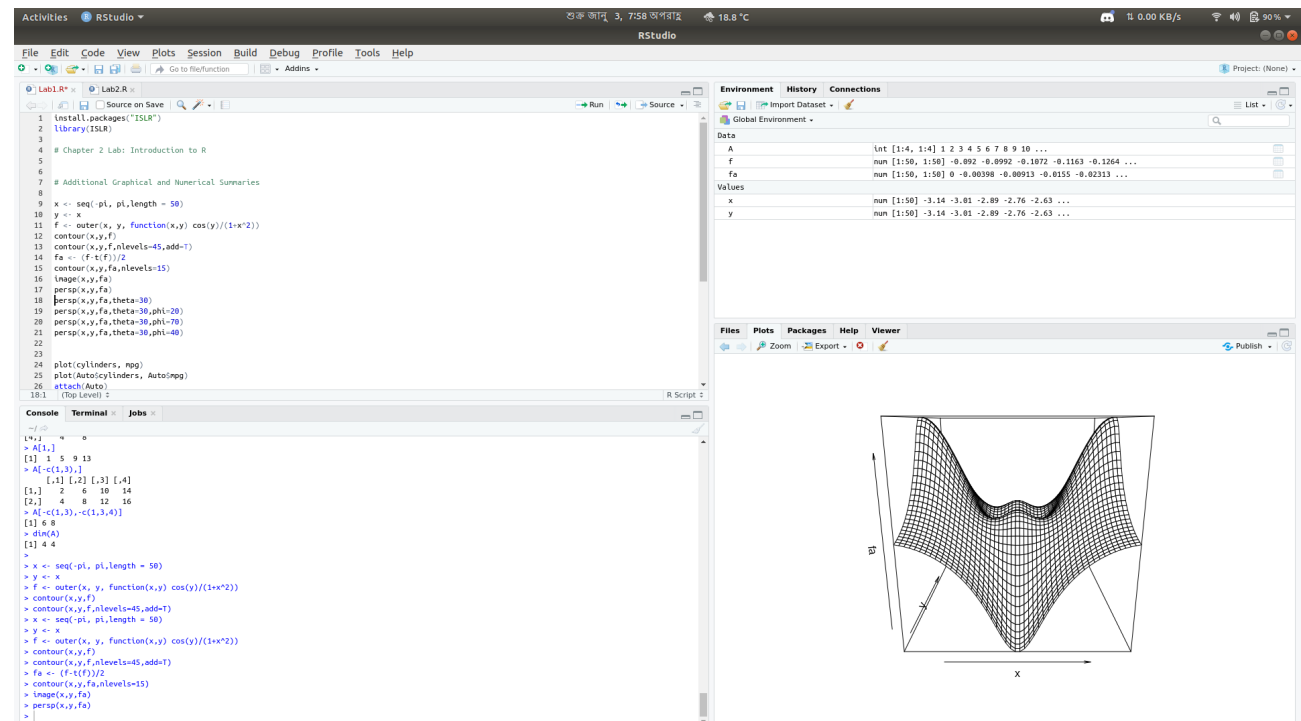 Activities RStudio শুক্র জানু 3, 7:58 অপরাহ্ণ 18.8 °C 0.00 KB/s 90 %
RStudio
File Edit Code View Plots Session Build Debug Profile Tools Help
Go to file/function Addins Project: (None)
Lab1.R* × Lab2.R ×
Source on Save Run Source
1 install.packages("ISLR")
2 library(ISLR)
3
4 # Chapter 2 Lab: Introduction to R
5
6
7 # Additional Graphical and Numerical Summaries
8
9 x <- seq(-pi, pi,length = 50)
10 y <- x
11 f <- outer(x, y, function(x,y) cos(y)/(1+x^2))
12 contour(x,y,f)
13 contour(x,y,f,nlevels=45,add=T)
14 fa <- (f-t(f))/2
15 contour(x,y,fa,nlevels=15)
16 image(x,y,fa)
17 persp(x,y,fa)
18 persp(x,y,fa,theta=30)
19 persp(x,y,fa,theta=30,phi=20)
20 persp(x,y,fa,theta=30,phi=70)
21 persp(x,y,fa,theta=30,phi=40)
22
23
24 plot(cylinders, mpg)
25 plot(Auto$cylinders, Auto$mpg)
26 attach(Auto)
18:1 (Top Level) R Script
Console Terminal × Jobs ×
~/
[4,] 4 8
> A[1,]
[1] 1 5 9 13
> A[-c(1,3),]
[,1] [,2] [,3] [,4]
[1,] 2 6 10 14
[2,] 4 8 12 16
> A[-c(1,3),-c(1,3,4)]
[1] 6 8
> dim(A)
[1] 4 4
>
> x <- seq(-pi, pi,length = 50)
> y <- x
> f <- outer(x, y, function(x,y) cos(y)/(1+x^2))
> contour(x,y,f)
> contour(x,y,f,nlevels=45,add=T)
> x <- seq(-pi, pi,length = 50)
> y <- x
> f <- outer(x, y, function(x,y) cos(y)/(1+x^2))
> contour(x,y,f)
> contour(x,y,f,nlevels=45,add=T)
> fa <- (f-t(f))/2
> contour(x,y,fa,nlevels=15)
> image(x,y,fa)
> persp(x,y,fa)
>
Environment History Connections
Import Dataset List
Global Environment
Data
A int [1:4, 1:4] 1 2 3 4 5 6 7 8 9 10 ...
f num [1:50, 1:50] -0.092 -0.0992 -0.1072 -0.1163 -0.1264 ...
fa num [1:50, 1:50] 0 -0.00398 -0.00913 -0.0155 -0.02313 ...
Values
x num [1:50] -3.14 -3.01 -2.89 -2.76 -2.63 ...
y num [1:50] -3.14 -3.01 -2.89 -2.76 -2.63 ...
Files Plots Packages Help Viewer
Zoom Export Publish
fa
Y
X